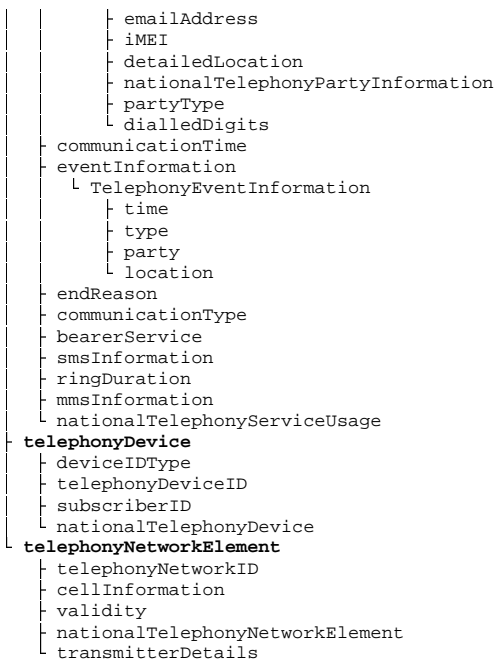 emailAddress
iMEI
detailedLocation
nationalTelephonyPartyInformation
partyType
dialledDigits
communicationTime
eventInformation
TelephonyEventInformation
time
type
party
location
endReason
communicationType
bearerService
smsInformation
ringDuration
mmsInformation
nationalTelephonyServiceUsage
telephonyDevice
deviceIDType
telephonyDeviceID
subscriberID
nationalTelephonyDevice
telephonyNetworkElement
telephonyNetworkID
cellInformation
validity
nationalTelephonyNetworkElement
transmitterDetails